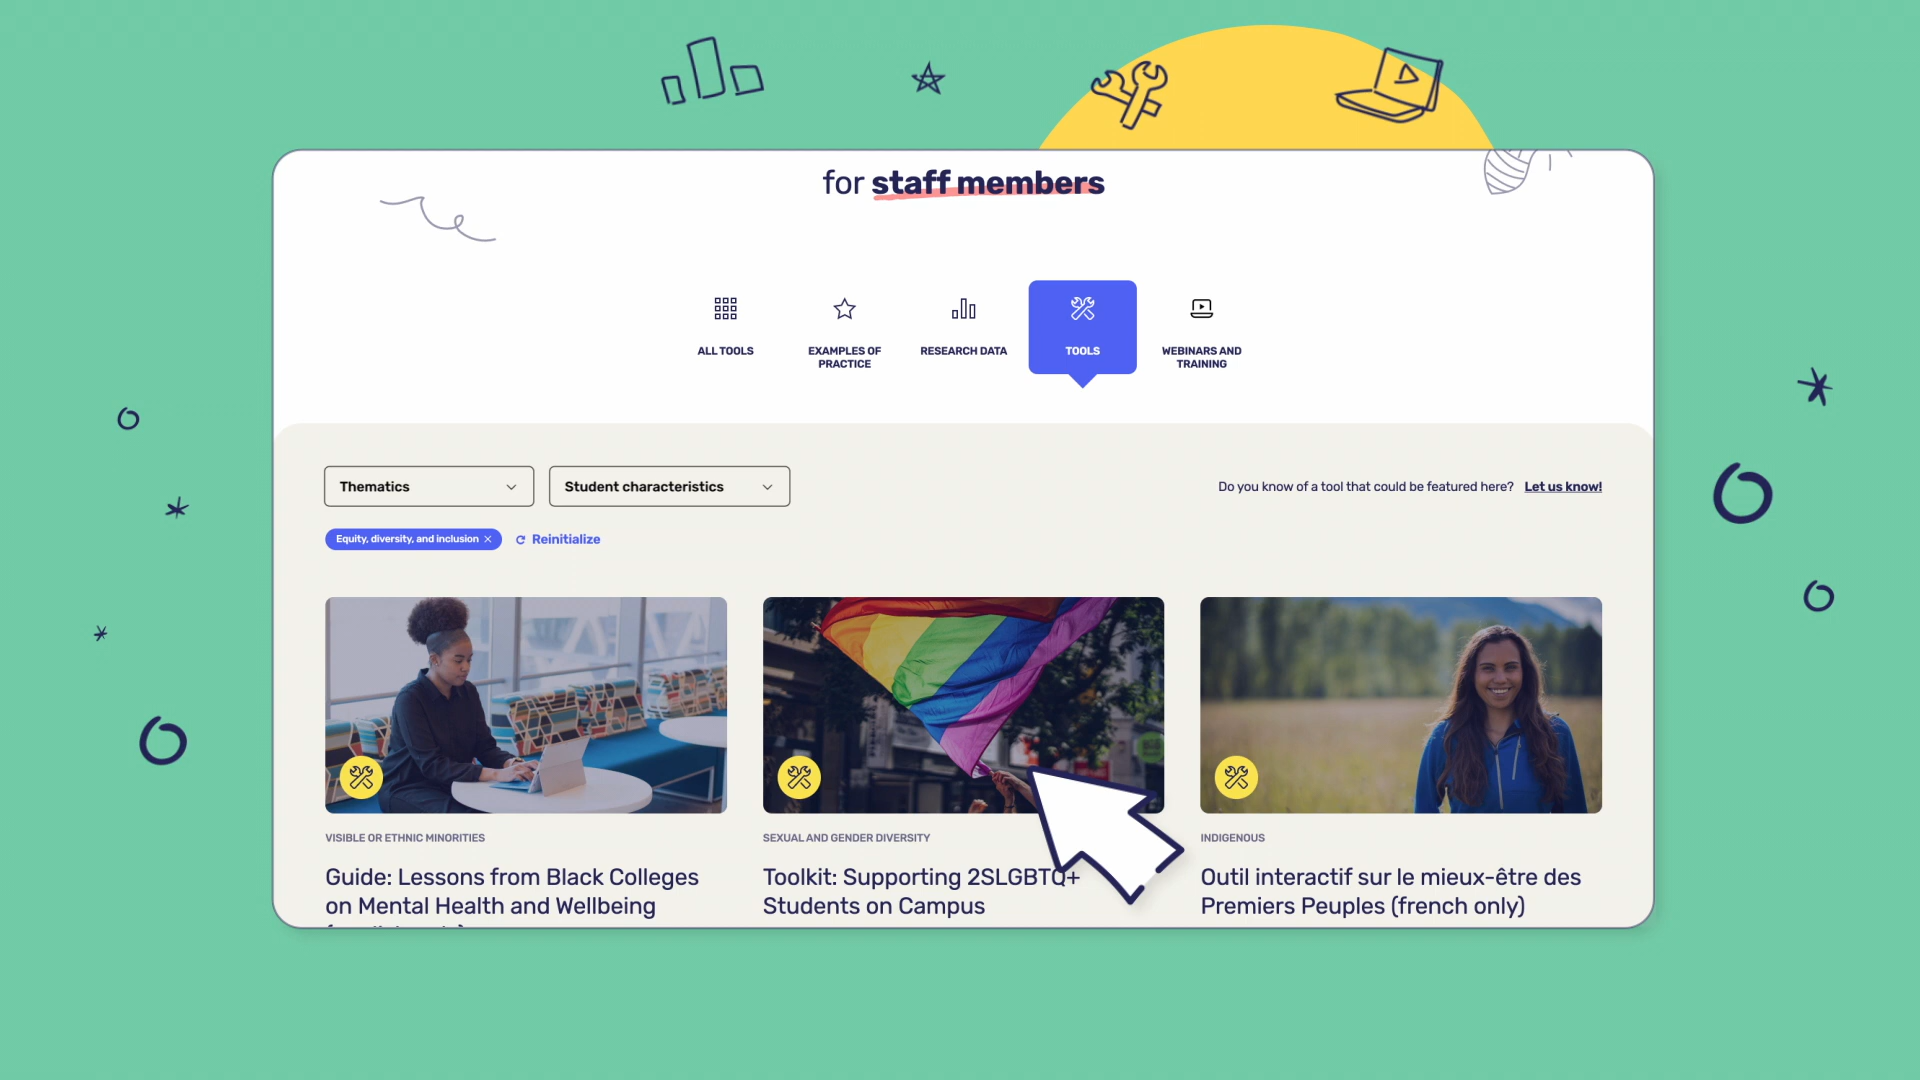 for staff members
ALL TOOLS
EXAMPLES OF
PRACTICE
RESEARCH DATA
TOOLS
WEBINARS AND
TRAINING
Thematics
Student characteristics
Do you know of a tool that could be featured here? Let us know!
Equity, diversity, and inclusion
Reinitialize
VISIBLE OR ETHNIC MINORITIES
Guide: Lessons from Black Colleges
on Mental Health and Wellbeing
SEXUAL AND GENDER DIVERSITY
Toolkit: Supporting 2SLGBTQ+
Students on Campus
INDIGENOUS
Outil interactif sur le mieux-être des
Premiers Peuples (french only)